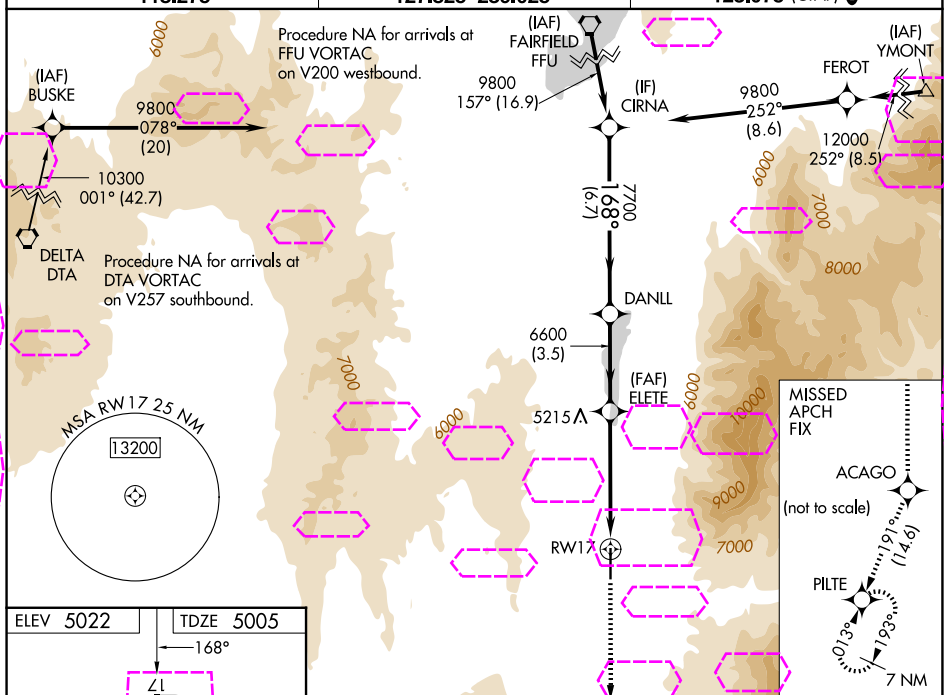 Procedure NA for arrivals at
FFU VORTAC
on V200 westbound.
(IAF)
FAIRFIELD
FFU
9800
157° (16.9)
(IF)
CIRNA
FEROT
(IAF)
YMONT
9800
252°
(8.6)
12000
252° (8.5)
(IAF)
BUSKE
9800
078°
(20)
10300
001° (42.7)
DELTA
DTA
Procedure NA for arrivals at
DTA VORTAC
on V257 southbound.
6000
7700
168°
(6.7)
6000
7000
8000
DANLL
6600
(3.5)
(FAF)
ELETE
5215
7000
6000
6000
10000
9000
7000
RW17
MSA RW17 25 NM
13200
MISSED
APCH
FIX
ACAGO
(not to scale)
191°
(14.6)
PILTE
013°
193°
7 NM
ELEV 5022
TDZE 5005
168°
17